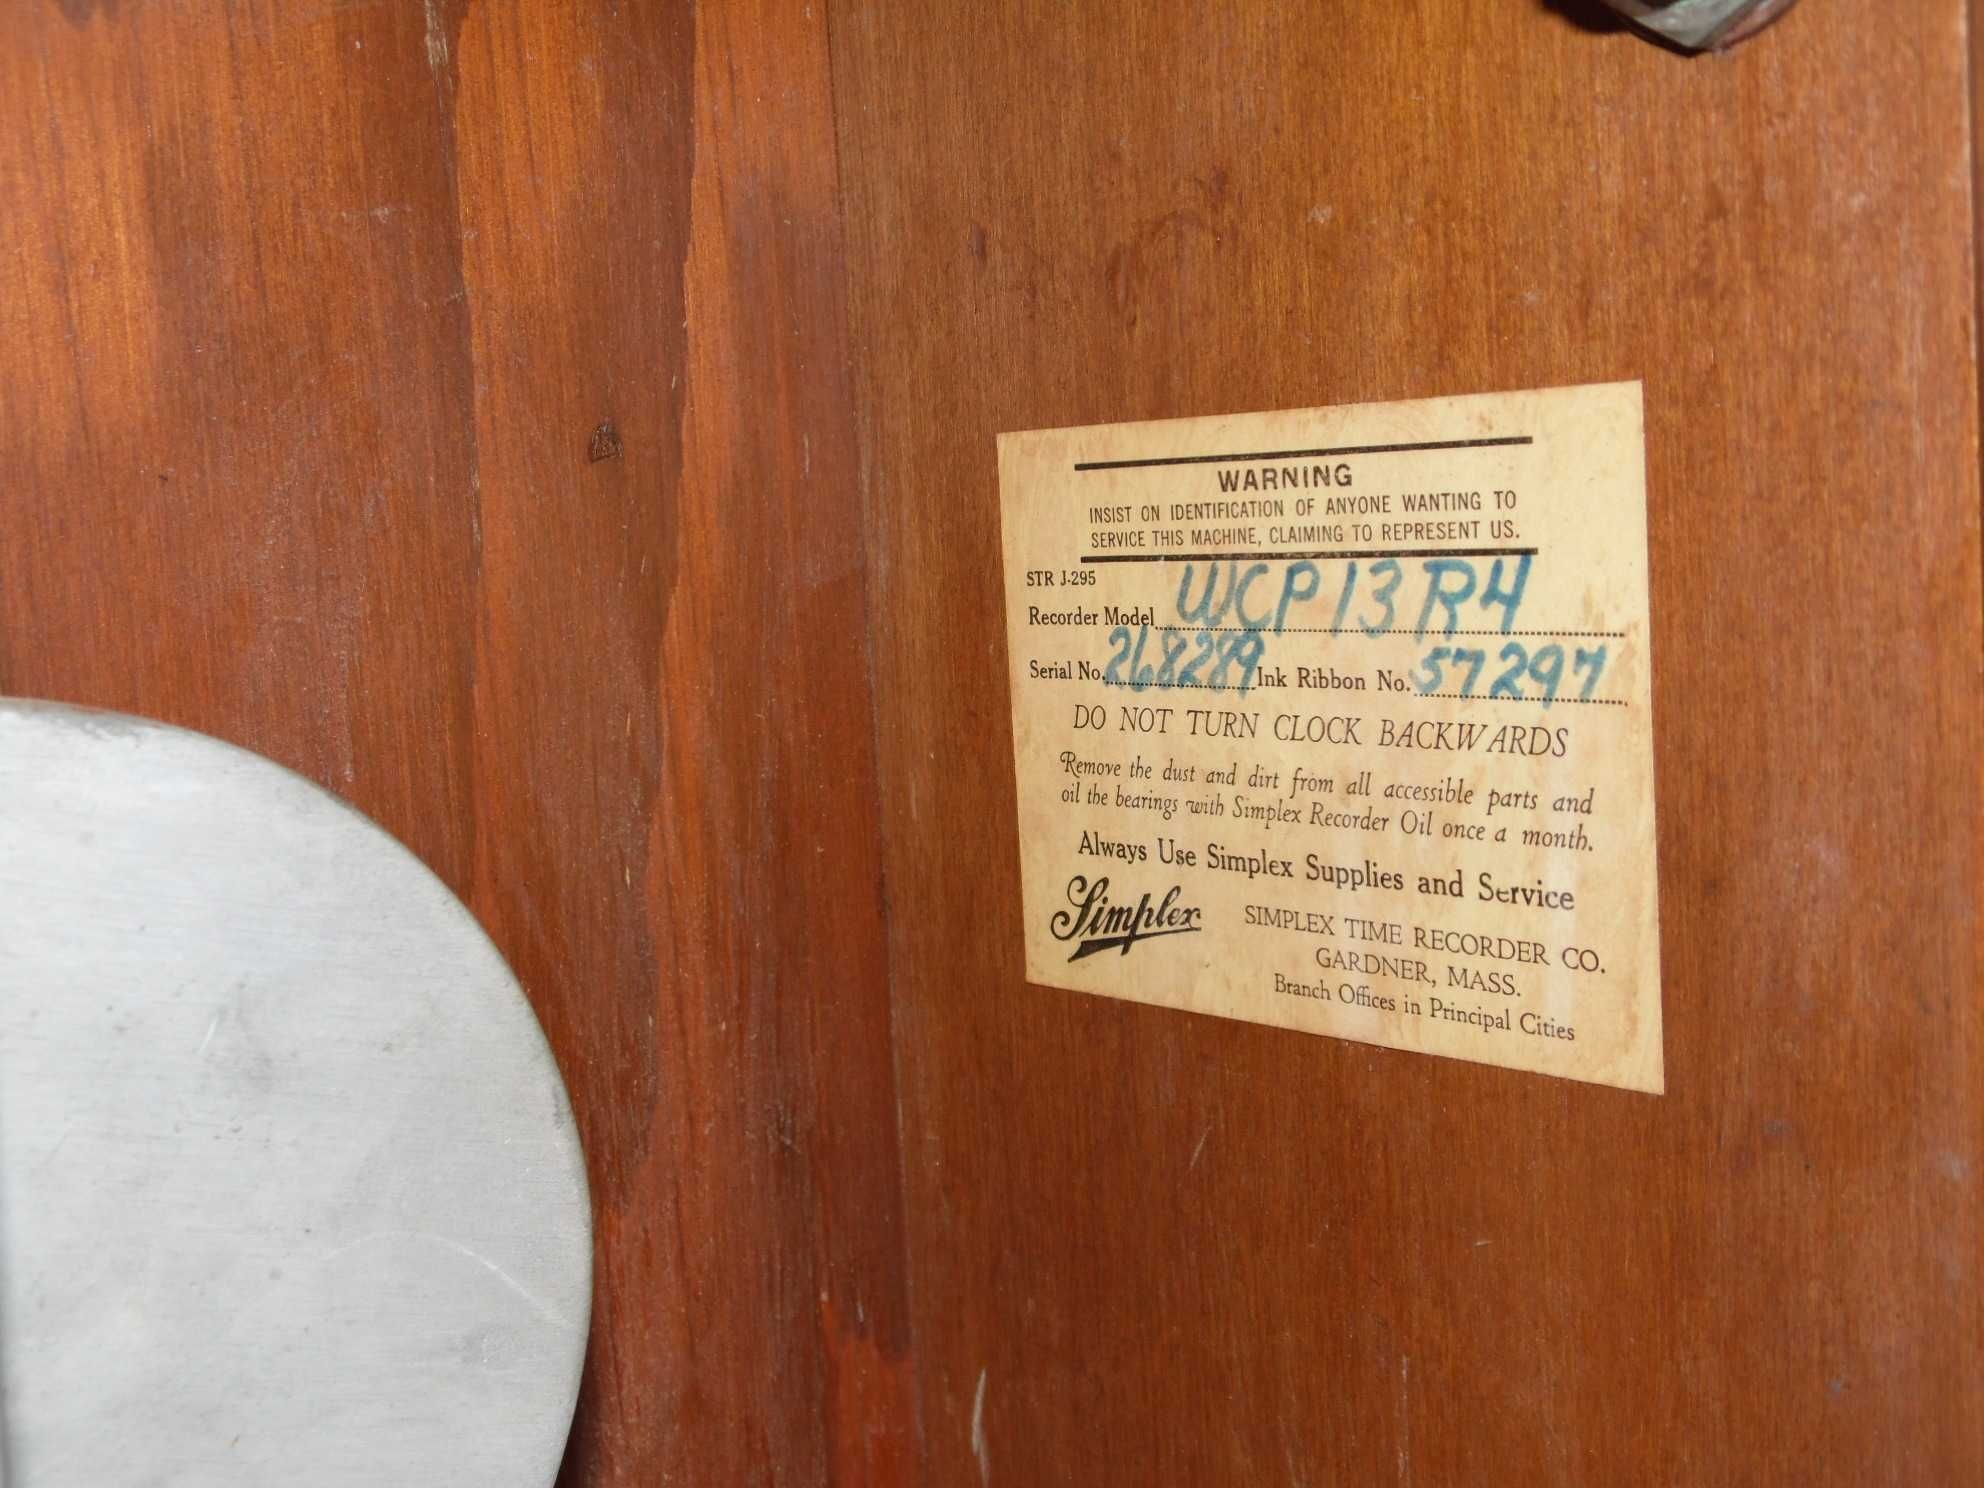 WARNING
INSIST ON IDENTIFICATION OF ANYONE WANTING TO
SERVICE THIS MACHINE, CLAIMING TO REPRESENT US.
STR J-295
Recorder Model WCP13R4
Serial No. 268289 Ink Ribbon No. 57297
DO NOT TURN CLOCK BACKWARDS
Remove the dust and dirt from all accessible parts and
oil the bearings with Simplex Recorder Oil once a month.
Always Use Simplex Supplies and Service
Simplex
SIMPLEX TIME RECORDER CO.
GARDNER, MASS.
Branch Offices in Principal Cities